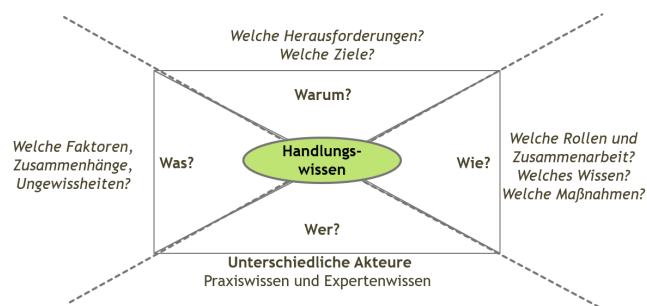 Welche Herausforderungen?
Welche Ziele?
Warum?
Welche Faktoren,
Zusammenhänge,
Ungewissheiten?
Was?
Handlungs-
wissen
Wie?
Welche Rollen und
Zusammenarbeit?
Welches Wissen?
Welche Maßnahmen?
Wer?
Unterschiedliche Akteure
Praxiswissen und Expertenwissen